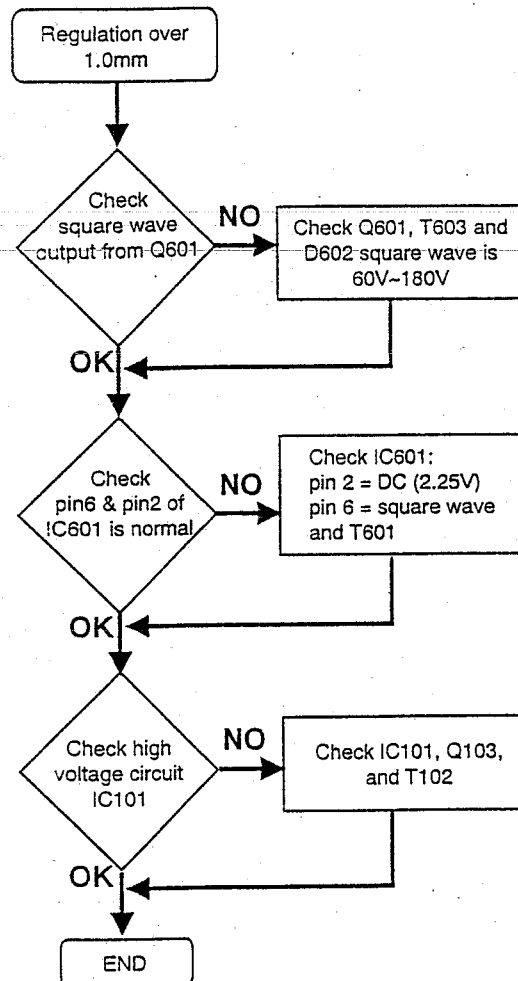 Regulation over
1.0mm
Check
square wave
output from Q601
NO
Check Q601, T603 and
D602 square wave is
60V~180V
OK
Check
pin6 & pin2 of
IC601 is normal
NO
Check IC601:
pin 2 = DC (2.25V)
pin 6 = square wave
and T601
OK
Check high
voltage circuit
IC101
NO
Check IC101, Q103,
and T102
OK
END